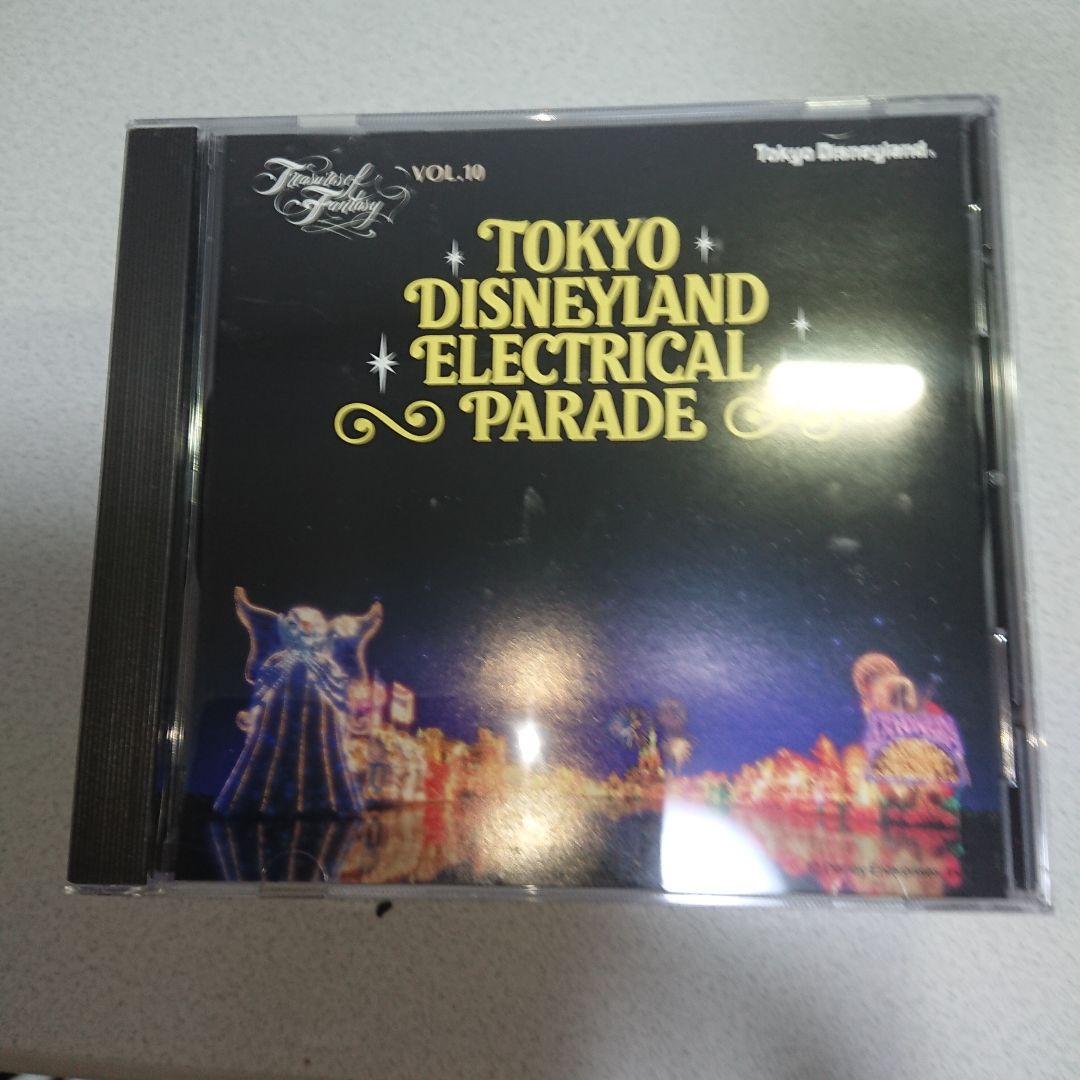 Treasures of
Fantasy
VOL.10
Tokyo Disneyland
TOKYO
DISNEYLAND
ELECTRICAL
PARADE